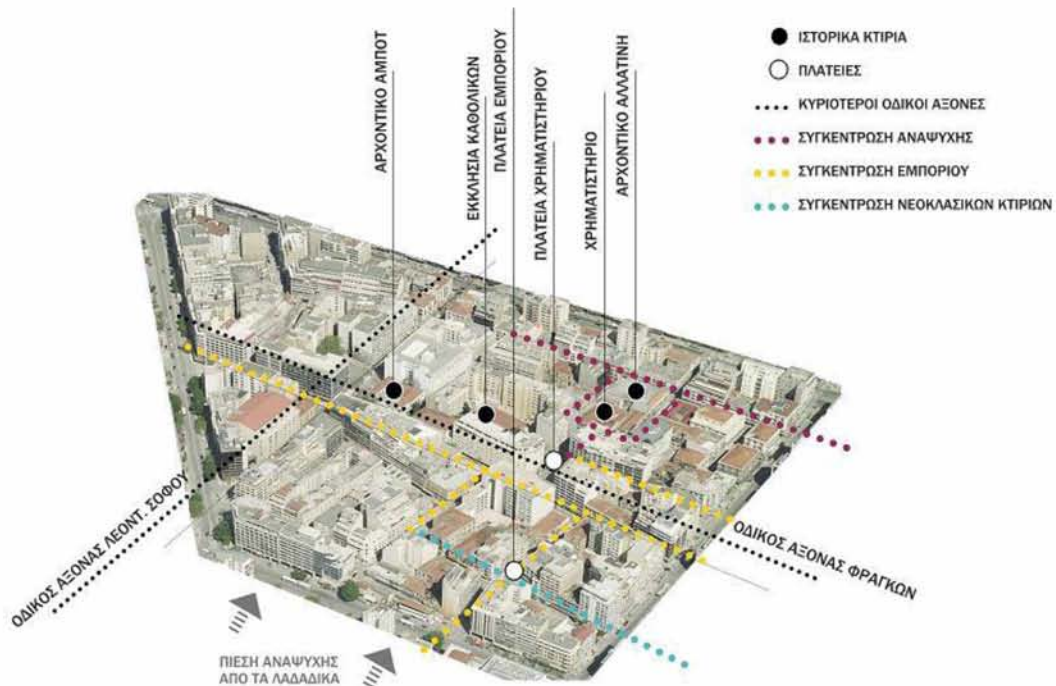 ΑΡΧΟΝΤΙΚΟ ΑΜΠΟΤ
ΕΚΚΛΗΣΙΑ ΚΑΘΟΛΙΚΩΝ
ΠΛΑΤΕΙΑ ΕΜΠΟΡΙΟΥ
ΠΛΑΤΕΙΑ ΧΡΗΜΑΤΙΣΤΗΡΙΟΥ
ΧΡΗΜΑΤΙΣΤΗΡΙΟ
ΑΡΧΟΝΤΙΚΟ ΑΛΛΑΤΙΝΗ
ΙΣΤΟΡΙΚΑ ΚΤΙΡΙΑ
ΠΛΑΤΕΙΕΣ
ΚΥΡΙΟΤΕΡΟΙ ΟΔΙΚΟΙ ΑΞΟΝΕΣ
ΣΥΓΚΕΝΤΡΩΣΗ ΑΝΑΨΥΧΗΣ
ΣΥΓΚΕΝΤΡΩΣΗ ΕΜΠΟΡΙΟΥ
ΣΥΓΚΕΝΤΡΩΣΗ ΝΕΟΚΛΑΣΙΚΩΝ ΚΤΙΡΙΩΝ
ΟΔΙΚΟΣ ΑΞΟΝΑΣ ΛΕΟΝΤ. ΣΟΦΟΥ
ΟΔΙΚΟΣ ΑΞΟΝΑΣ ΦΡΑΓΚΩΝ
ΠΙΕΣΗ ΑΝΑΨΥΧΗΣ
ΑΠΟ ΤΑ ΛΑΔΑΔΙΚΑ